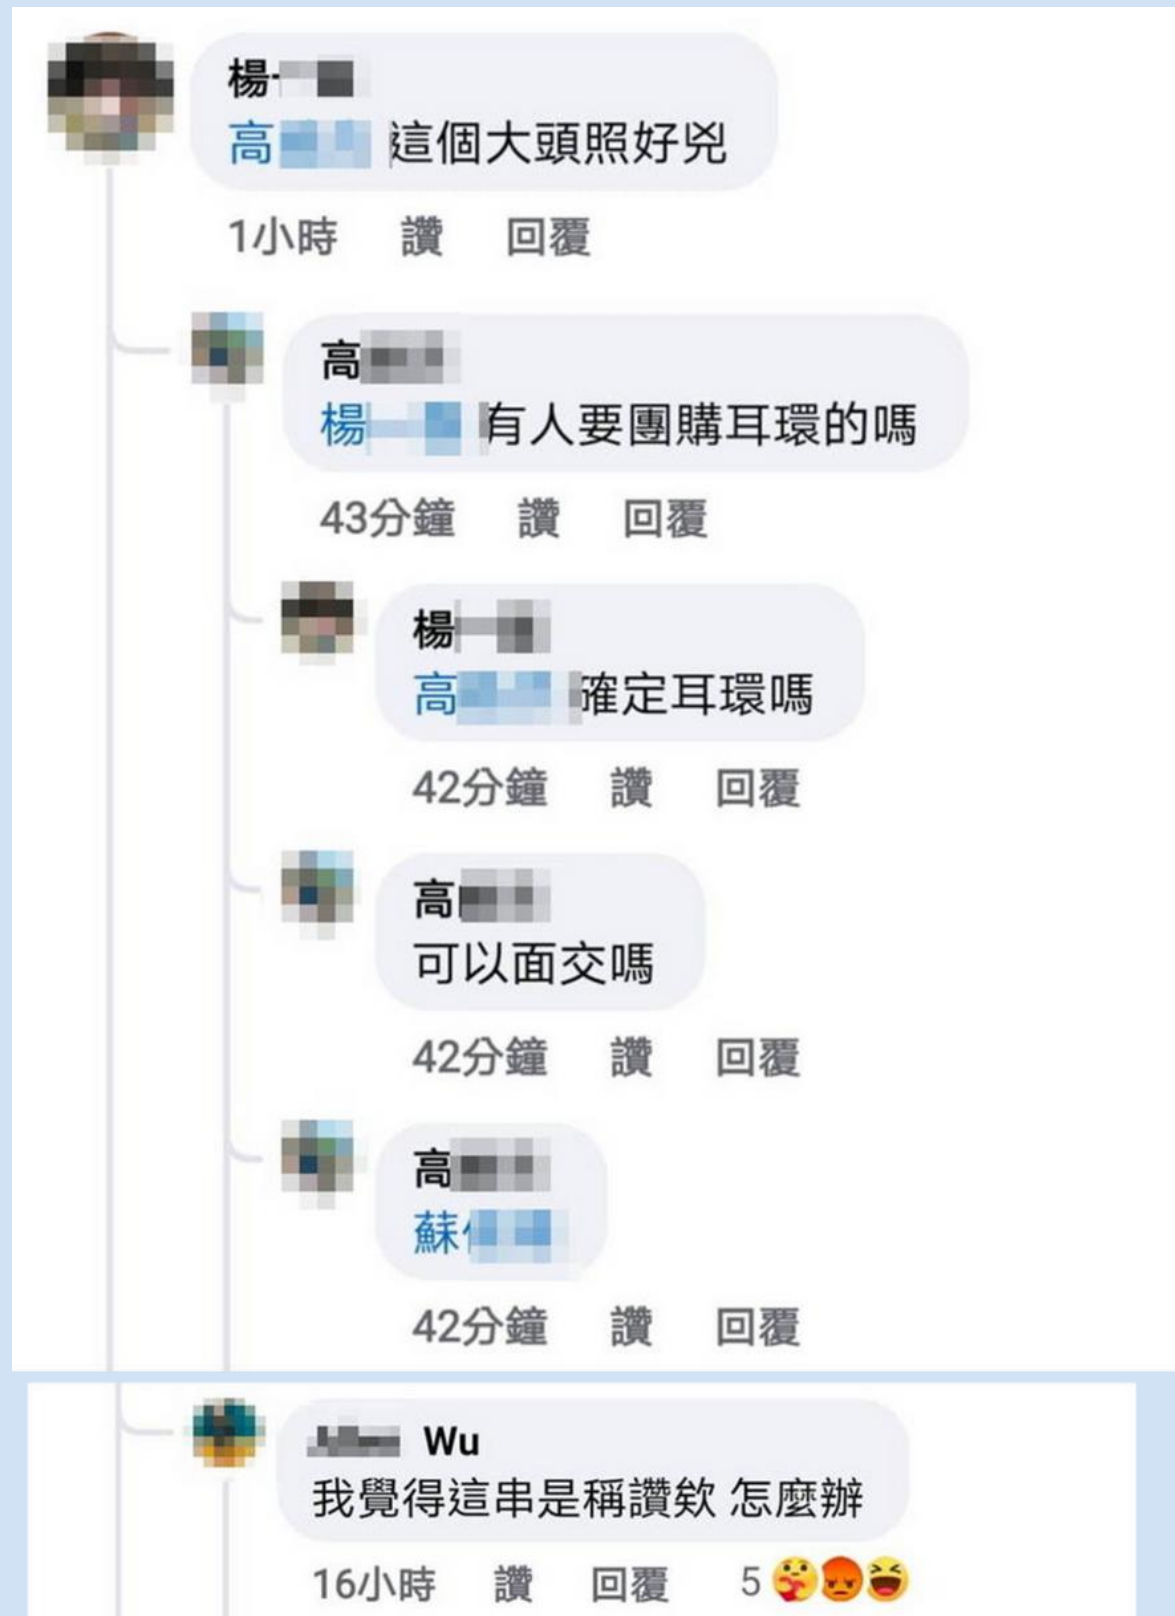 楊
高 這個大頭照好兇
1小時 讚 回覆
高
楊 有人要團購耳環的嗎
43分鐘 讚 回覆
楊
高 確定耳環嗎
42分鐘 讚 回覆
高
可以面交嗎
42分鐘 讚 回覆
高
蘇
42分鐘 讚 回覆
Wu
我覺得這串是稱讚欸 怎麼辦
16小時 讚 回覆 5